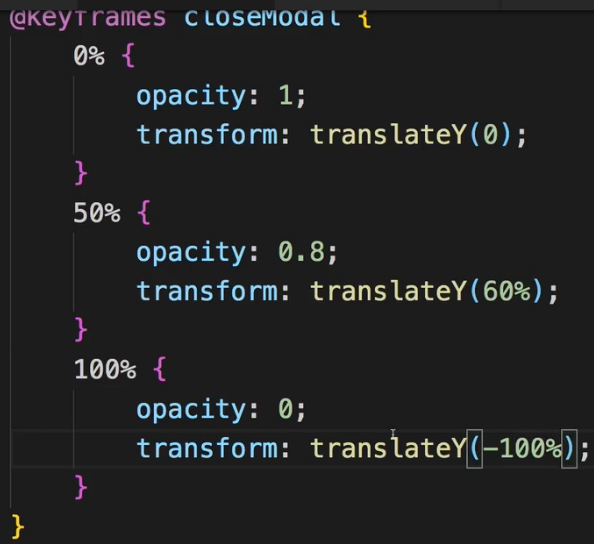 @keyframes closeModal {
0% {
opacity: 1;
transform: translateY(0);
}
50% {
opacity: 0.8;
transform: translateY(60%);
}
100% {
opacity: 0;
transform: translateY(-100%);
}
}